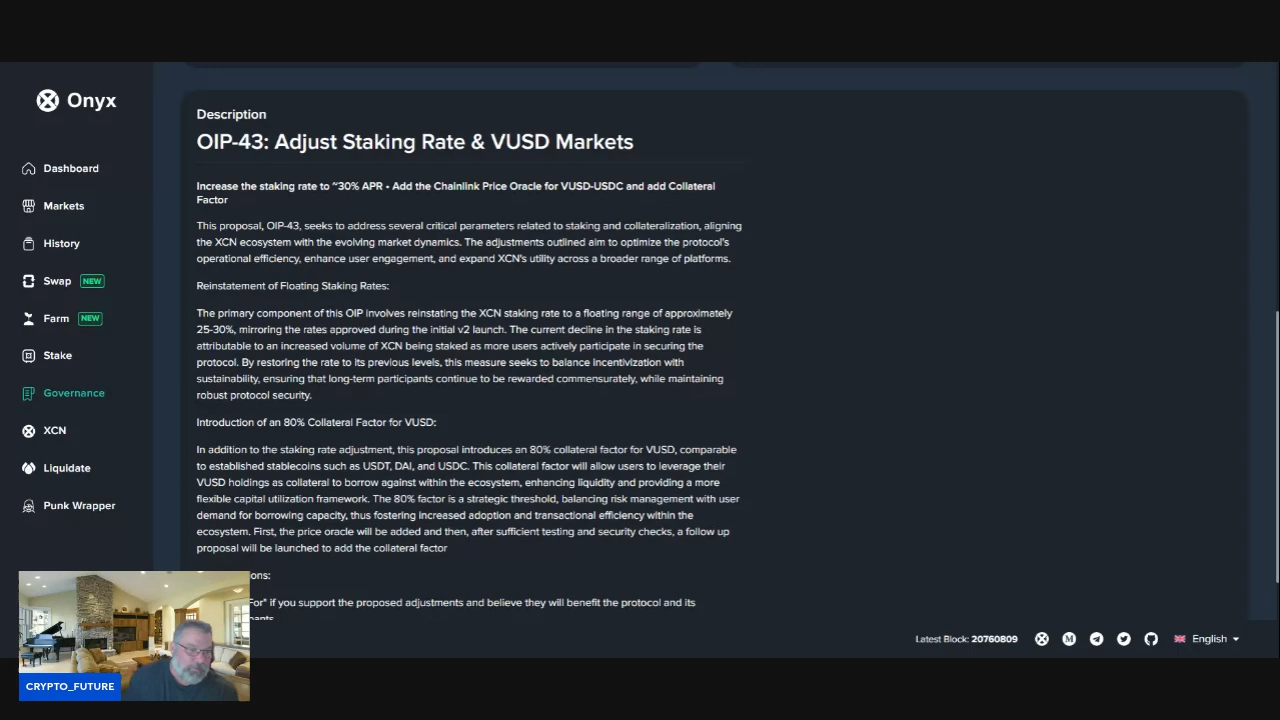 Onyx
Dashboard
Markets
History
Swap NEW
Farm NEW
Stake
Governance
XCN
Liquidate
Punk Wrapper
Description
OIP-43: Adjust Staking Rate & VUSD Markets
Increase the staking rate to ~30% APR • Add the Chainlink Price Oracle for VUSD-USDC and add Collateral
Factor
This proposal, OIP-43, seeks to address several critical parameters related to staking and collateralization, aligning
the XCN ecosystem with the evolving market dynamics. The adjustments outlined aim to optimize the protocol's
operational efficiency, enhance user engagement, and expand XCN's utility across a broader range of platforms.
Reinstatement of Floating Staking Rates:
The primary component of this OIP involves reinstating the XCN staking rate to a floating range of approximately
25-30%, mirroring the rates approved during the initial v2 launch. The current decline in the staking rate is
attributable to an increased volume of XCN being staked as more users actively participate in securing the
protocol. By restoring the rate to its previous levels, this measure seeks to balance incentivization with
sustainability, ensuring that long-term participants continue to be rewarded commensurately, while maintaining
robust protocol security.
Introduction of an 80% Collateral Factor for VUSD:
In addition to the staking rate adjustment, this proposal introduces an 80% collateral factor for VUSD, comparable
to established stablecoins such as USDT, DAI, and USDC. This collateral factor will allow users to leverage their
VUSD holdings as collateral to borrow against within the ecosystem, enhancing liquidity and providing a more
flexible capital utilization framework. The 80% factor is a strategic threshold, balancing risk management with user
demand for borrowing capacity, thus fostering increased adoption and transactional efficiency within the
ecosystem. First, the price oracle will be added and then, after sufficient testing and security checks, a follow up
proposal will be launched to add the collateral factor
ons:
For" if you support the proposed adjustments and believe they will benefit the protocol and its
CRYPTO_FUTURE
Latest Block: 20760809
English